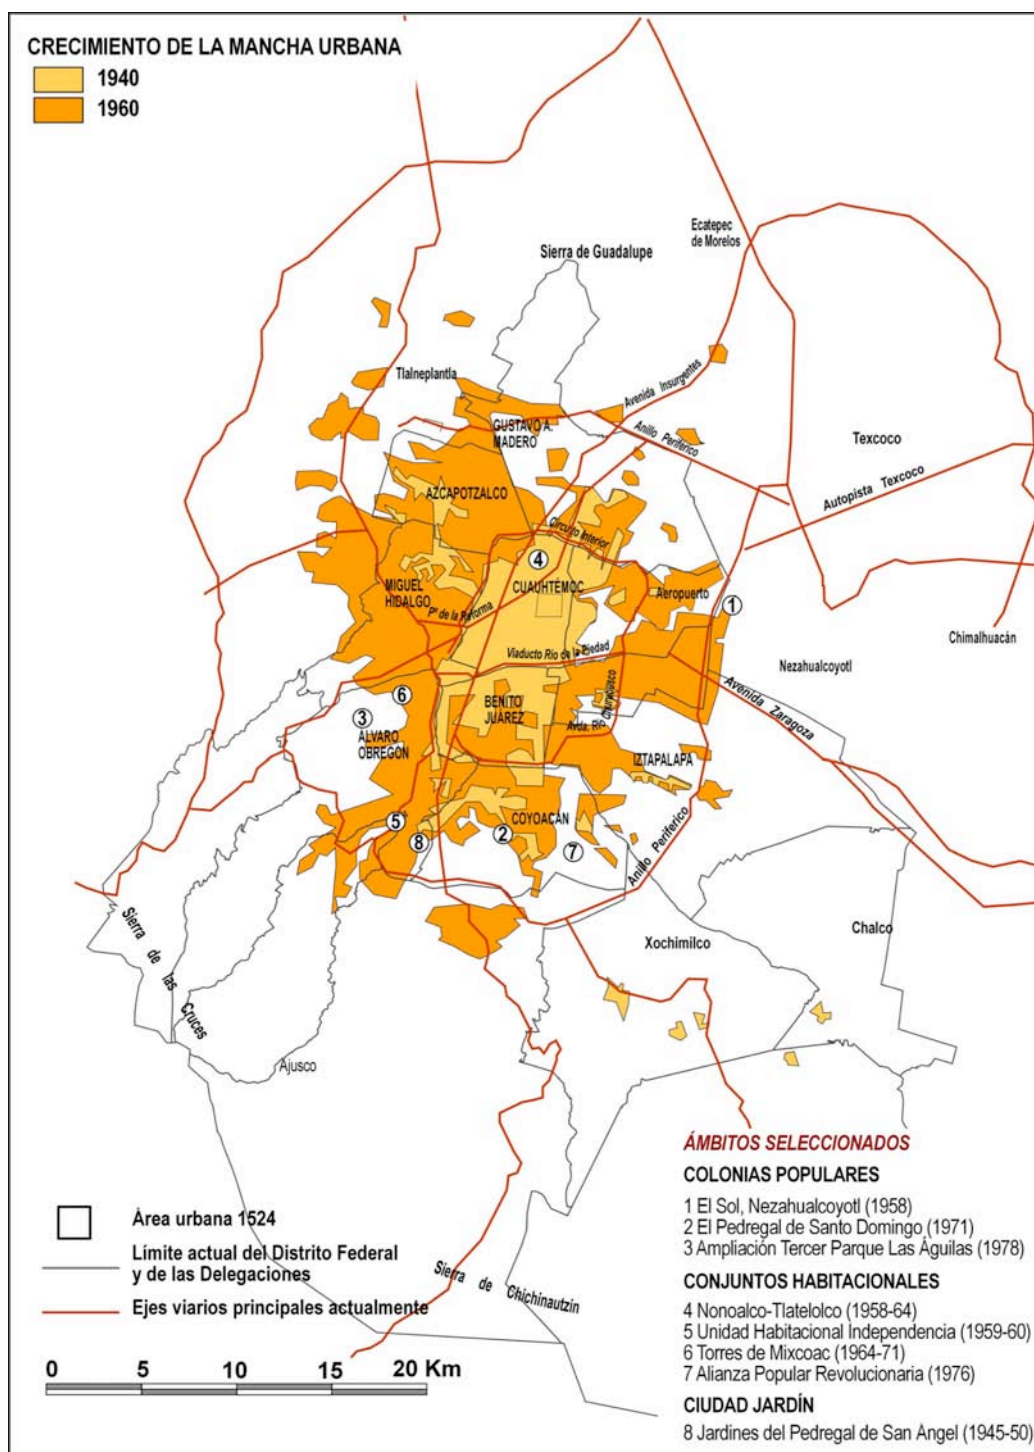 CRECIMIENTO DE LA MANCHA URBANA
1940
1960
Ecatepec
de Morelos
Sierra de Guadalupe
Tlalneplantla
Avenida Insurgentes
GUSTAVO A.
MADERO
Anillo Periferico
Texcoco
AZCAPOTZALCO
Autopista Texcoco
Circuito Interior
4
CUAUHTÉMOC
MIGUEL
HIDALGO
Aeropuerto
1
Pº de la Reforma
Chimalhuacán
Viaducto Río de la Piedad
Nezahualcoyotl
6
BENITO
JUÁREZ
Churubusco
Avenida Zaragoza
3
ALVARO
OBREGÓN
Avda. RIO
IZTAPALAPA
5
COYOACÁN
2
8
7
Anillo Periferico
Sierra de las Cruces
Xochimilco
Chalco
Ajusco
ÁMBITOS SELECCIONADOS
COLONIAS POPULARES
1 El Sol, Nezahualcoyotl (1958)
2 El Pedregal de Santo Domingo (1971)
3 Ampliación Tercer Parque Las Águilas (1978)
CONJUNTOS HABITACIONALES
4 Nonoalco-Tlatelolco (1958-64)
5 Unidad Habitacional Independencia (1959-60)
6 Torres de Mixcoac (1964-71)
7 Alianza Popular Revolucionaria (1976)
CIUDAD JARDÍN
8 Jardines del Pedregal de San Ángel (1945-50)
Área urbana 1524
Límite actual del Distrito Federal
y de las Delegaciones
Ejes viarios principales actualmente
Sierra de Chichinautzin
0 5 10 15 20 Km